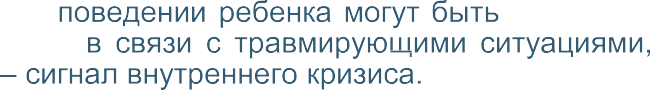 поведении ребенка могут быть
в связи с травмирующими ситуациями,
– сигнал внутреннего кризиса.